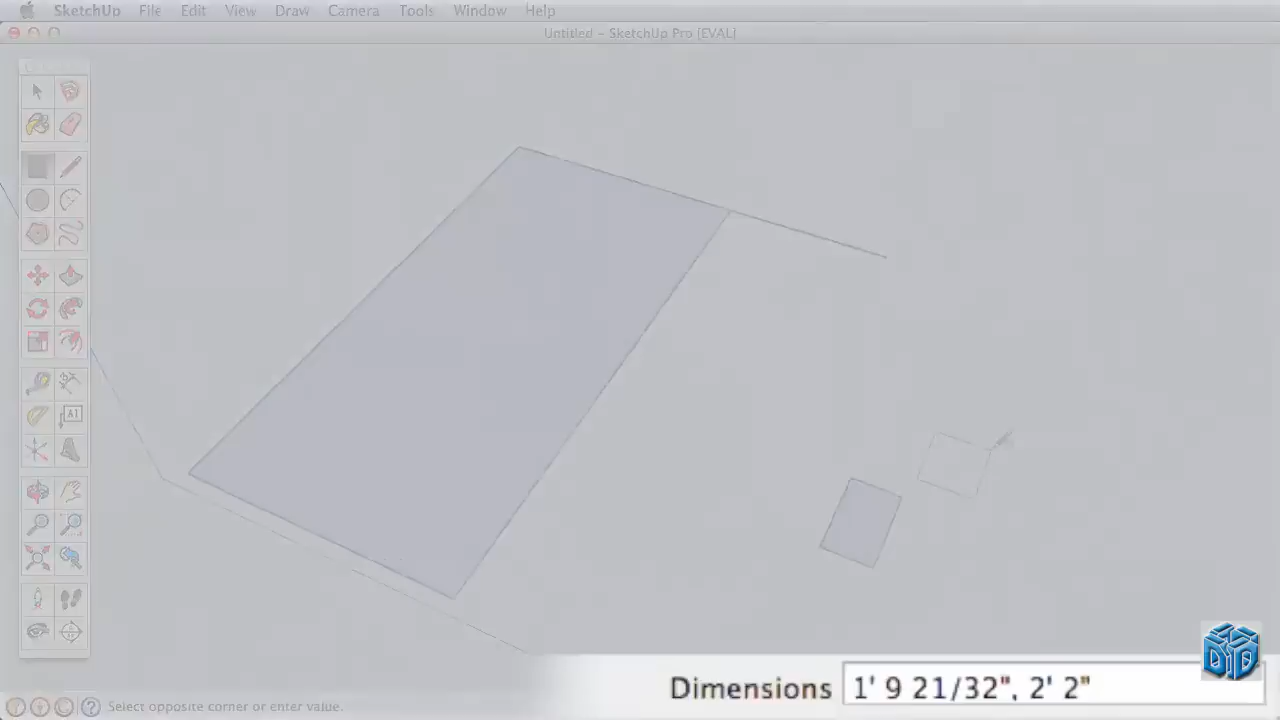 SketchUp File Edit View Draw Camera Tools Window Help
Untitled - SketchUp Pro [EVAL]
A1
Select opposite corner or enter value.
Dimensions 1' 9 21/32", 2' 2"